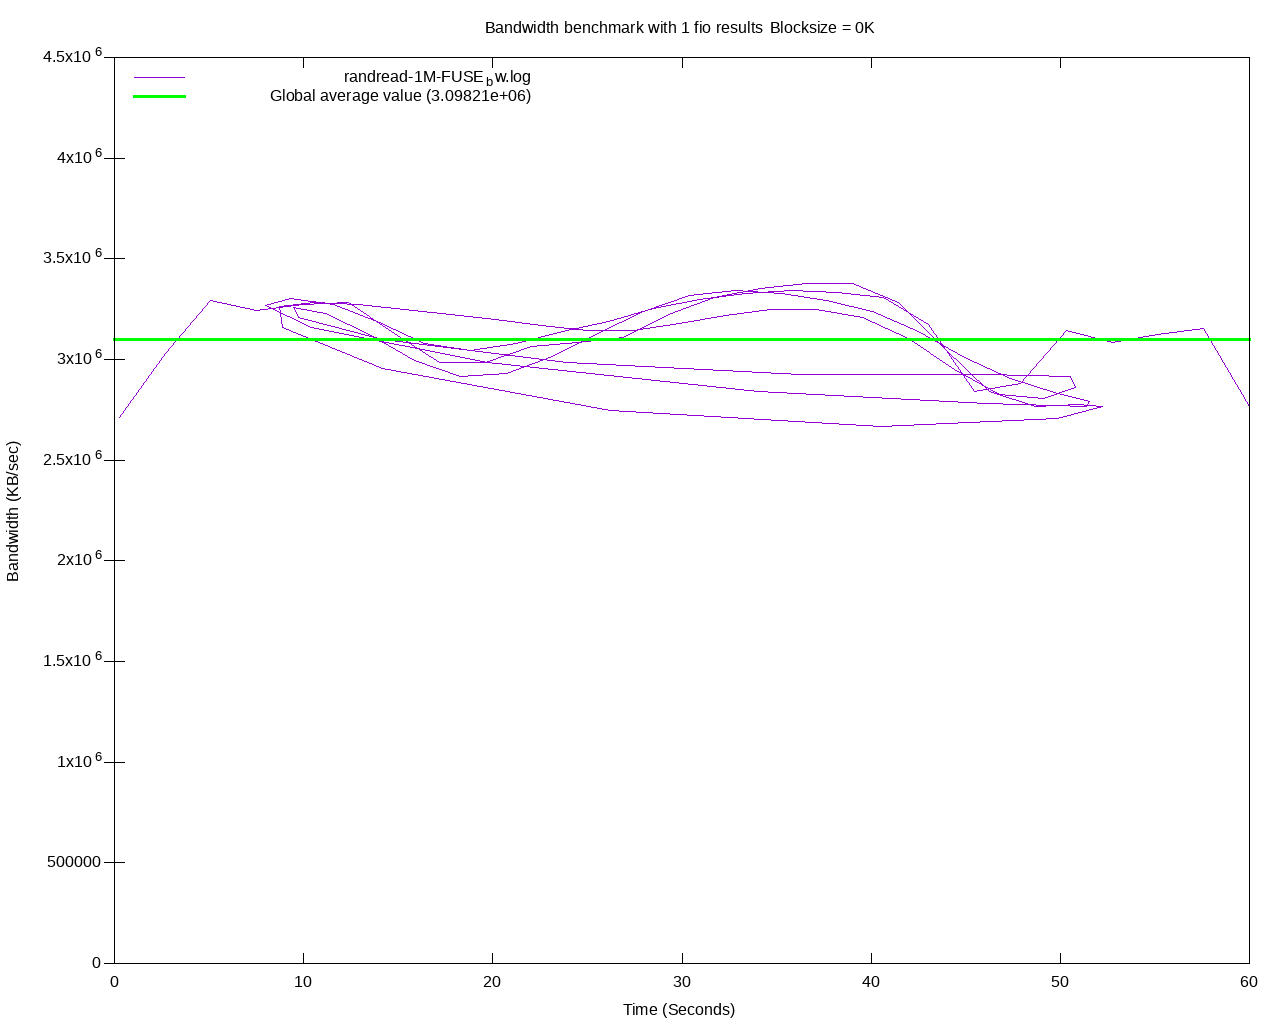 Bandwidth benchmark with 1 fio results Blocksize = 0K
randread-1M-FUSE_bw.log
Global average value (3.09821e+06)
4.5x10^6
4x10^6
3.5x10^6
3x10^6
2.5x10^6
2x10^6
1.5x10^6
1x10^6
500000
0
Bandwidth (KB/sec)
0 10 20 30 40 50 60
Time (Seconds)